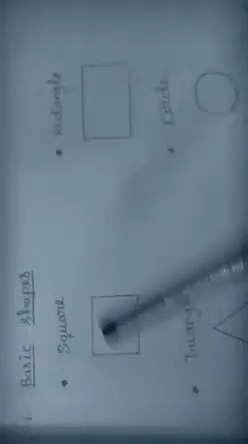 Basic shapes
• Square
• Rectangle
• Triangle
• Circle